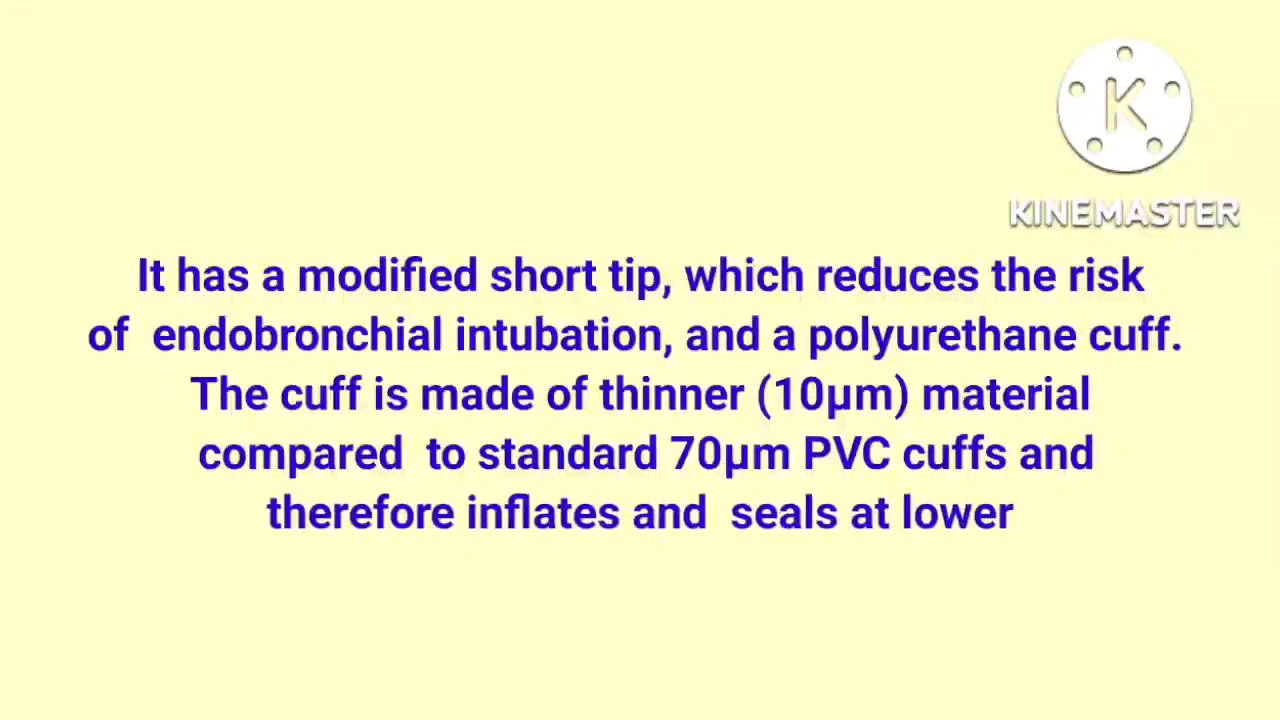 K
KINEMASTER
It has a modified short tip, which reduces the risk
of  endobronchial intubation, and a polyurethane cuff.
The cuff is made of thinner (10µm) material
compared  to standard 70µm PVC cuffs and
therefore inflates and  seals at lower